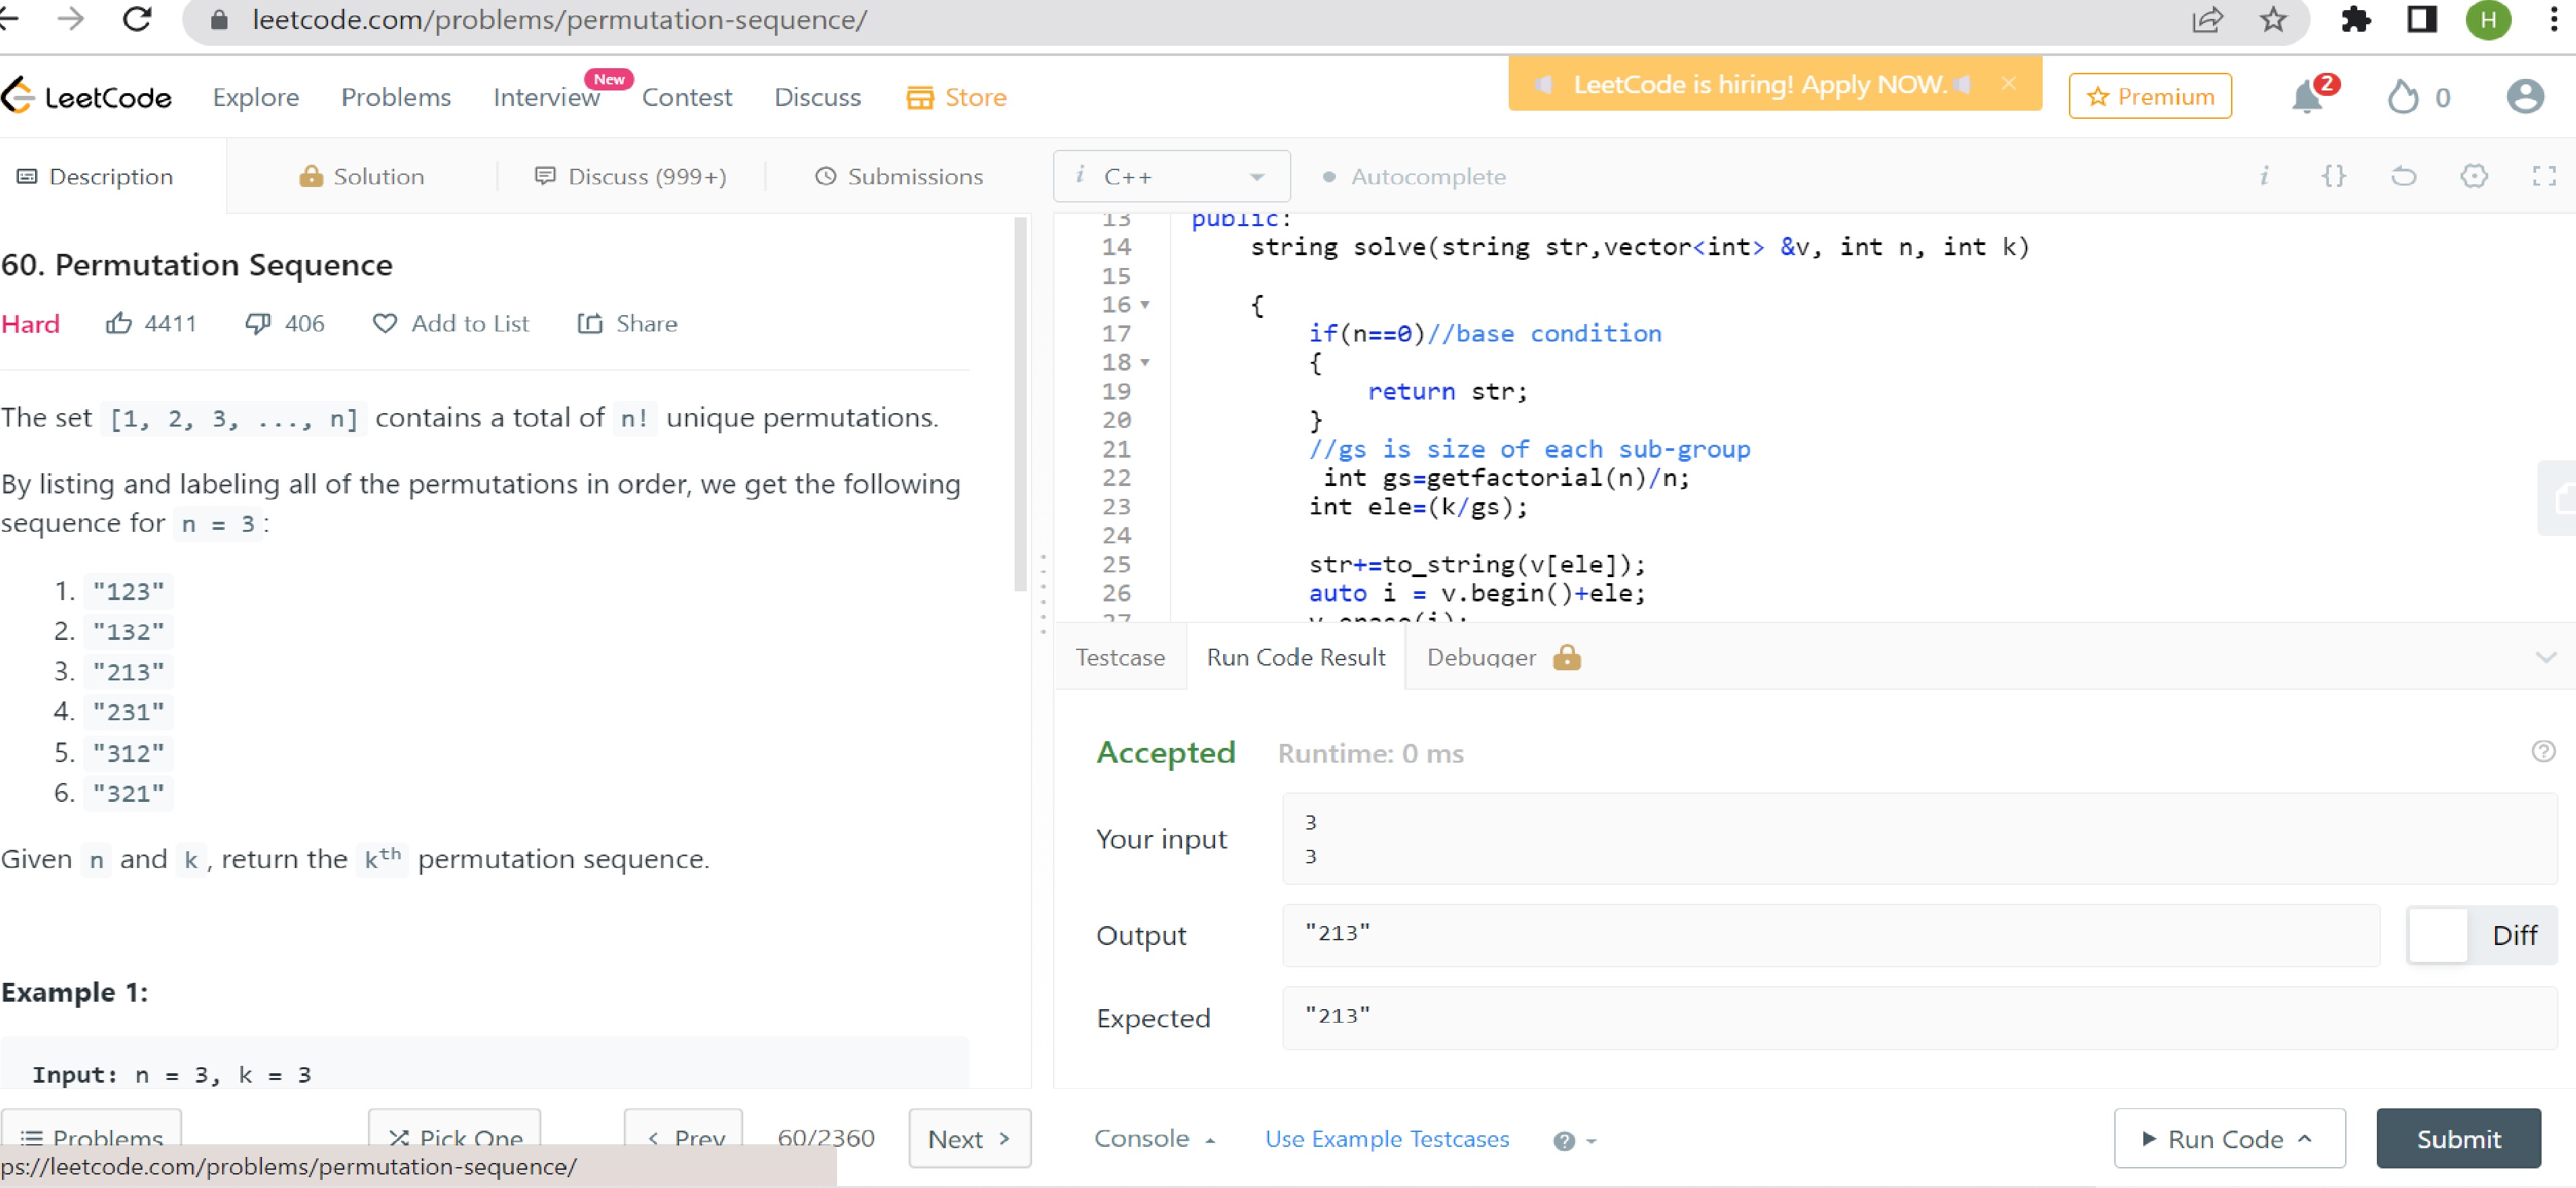 leetcode.com/problems/permutation-sequence/
H
LeetCode Explore Problems Interview New Contest Discuss Store
LeetCode is hiring! Apply NOW.
Premium 2 0
Description Solution Discuss (999+) Submissions
i C++ Autocomplete i {}
60. Permutation Sequence
Hard 4411 406 Add to List Share
The set [1, 2, 3, ..., n] contains a total of n! unique permutations.
By listing and labeling all of the permutations in order, we get the following
sequence for n = 3:
1. "123"
2. "132"
3. "213"
4. "231"
5. "312"
6. "321"
Given n and k, return the kth permutation sequence.
Example 1:
Input: n = 3, k = 3
Problems Pick One < Prev 60/2360 Next >
ps://leetcode.com/problems/permutation-sequence/
13 public:
14 string solve(string str,vector<int> &v, int n, int k)
15
16 {
17 if(n==0)//base condition
18 {
19 return str;
20 }
21 //gs is size of each sub-group
22 int gs=getfactorial(n)/n;
23 int ele=(k/gs);
24
25 str+=to_string(v[ele]);
26 auto i = v.begin()+ele;
27 v.erase(i);
Testcase Run Code Result Debugger
Accepted Runtime: 0 ms
Your input
3
3
Output "213" Diff
Expected "213"
Console Use Example Testcases Run Code Submit